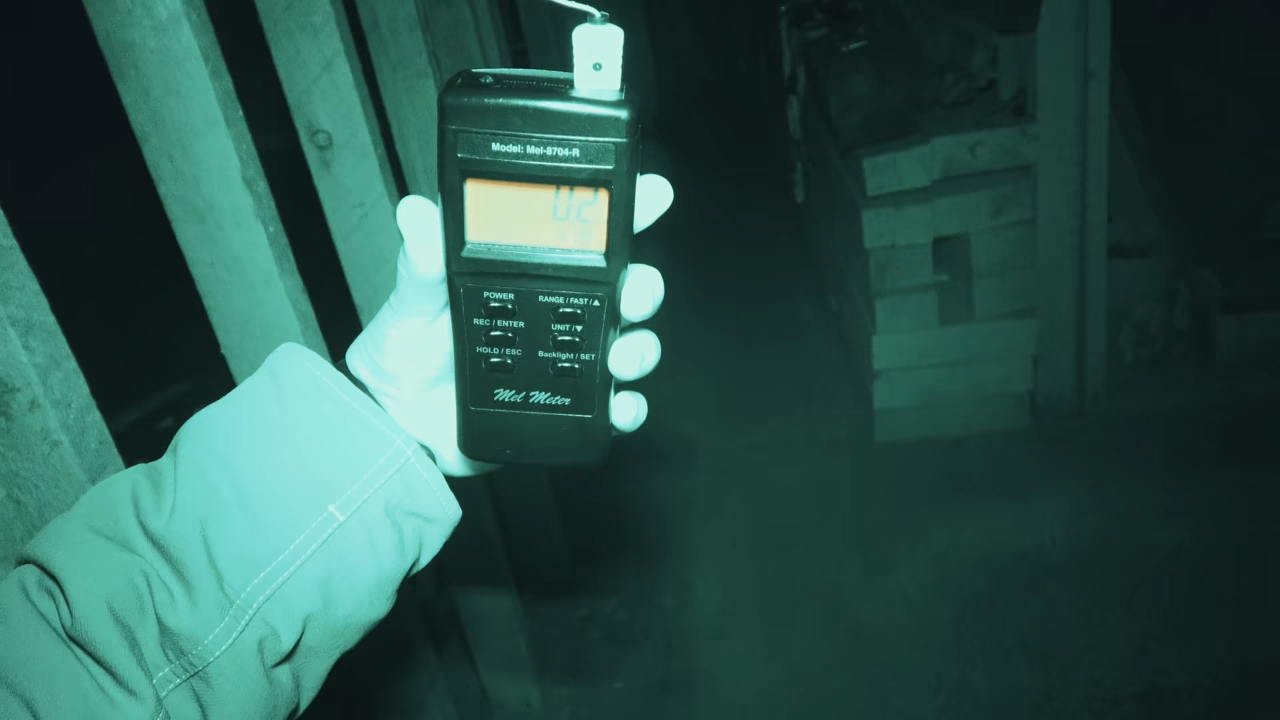 Model: Mel-8704-R
02
POWER
RANGE / FAST / ▲
REC / ENTER
UNIT / ▼
HOLD / ESC
Backlight / SET
Mel Meter